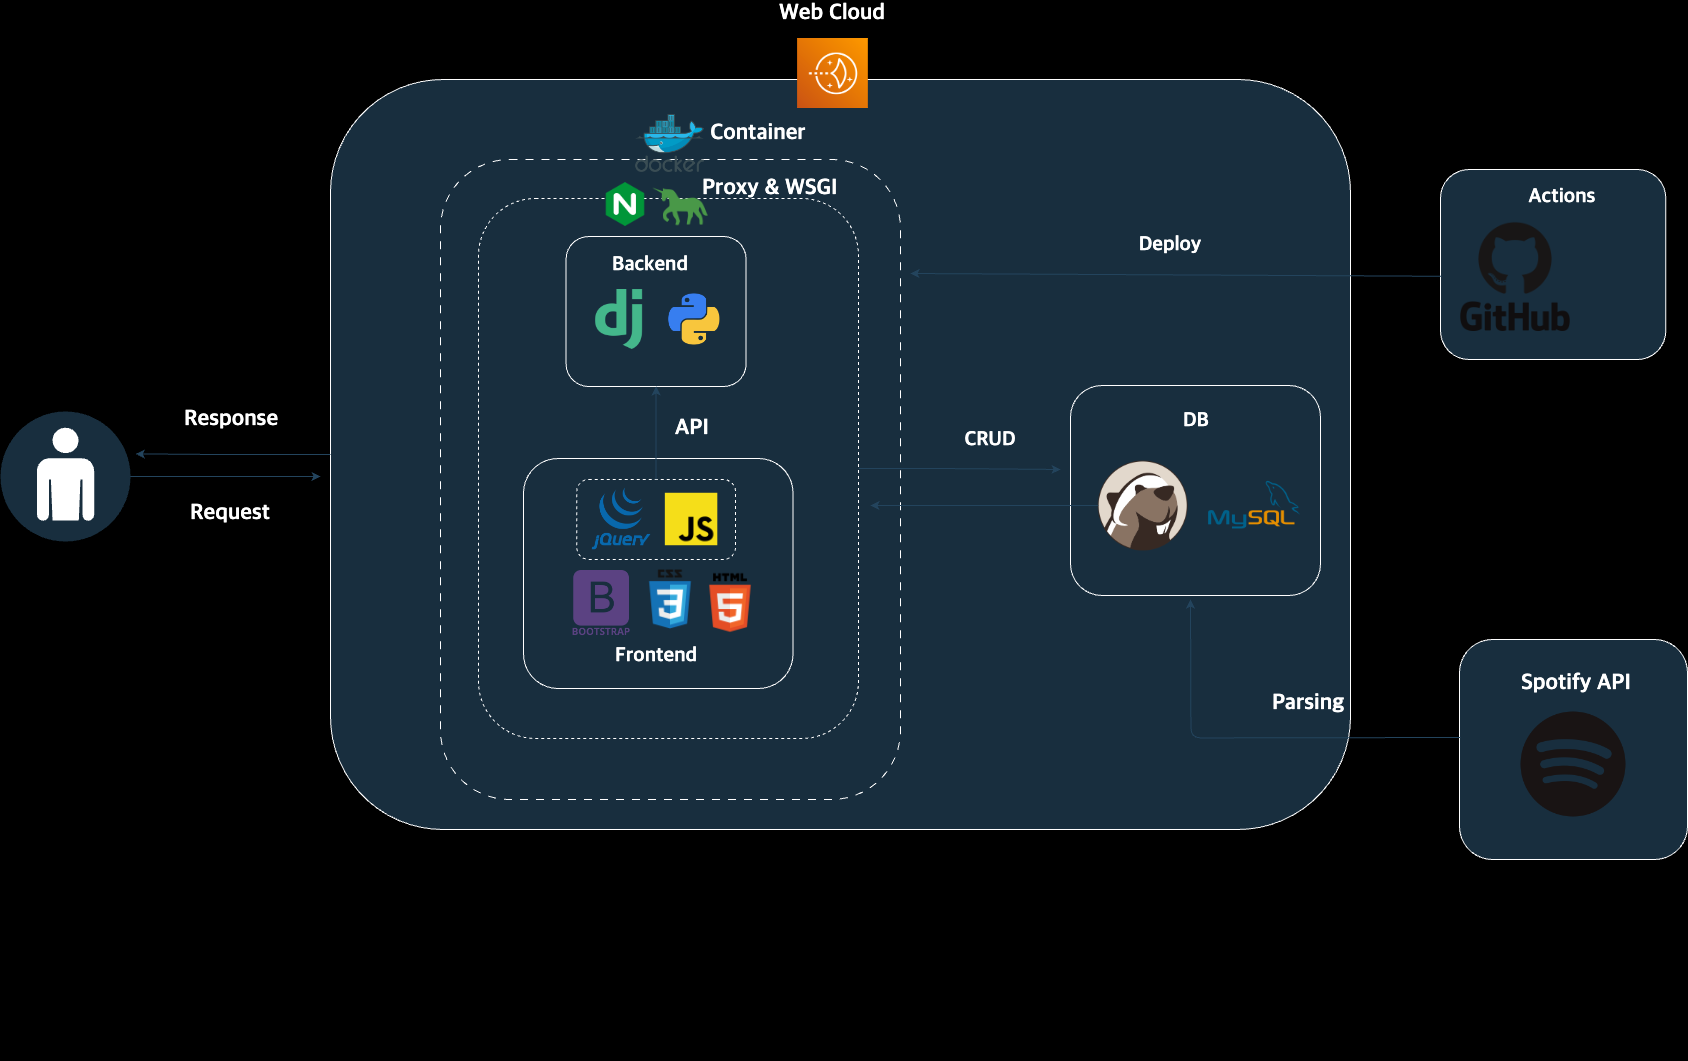 Web Cloud
docker
Container
Proxy & WSGI
N
Backend
dj
API
jQuery
JS
B
BOOTSTRAP
CSS
3
HTML
5
Frontend
Response
Request
Deploy
Actions
GitHub
CRUD
DB
MySQL
Parsing
Spotify API